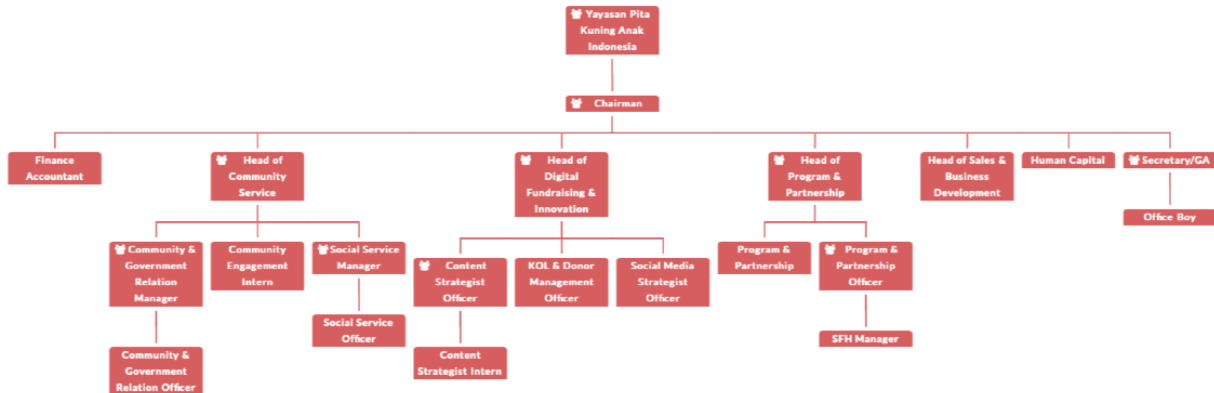 Yayasan Pita
Kuning Anak
Indonesia
Chairman
Finance
Accountant
Head of
Community
Service
Head of
Digital
Fundraising &
Innovation
Head of
Program &
Partnership
Head of Sales &
Business
Development
Human Capital
Secretary/GA
Office Boy
Community &
Government
Relation
Manager
Community
Engagement
Intern
Social Service
Manager
Content
Strategist
Officer
KOL & Donor
Management
Officer
Social Media
Strategist
Officer
Program &
Partnership
Program &
Partnership
Officer
Social Service
Officer
SFH Manager
Community &
Government
Relation Officer
Content
Strategist Intern